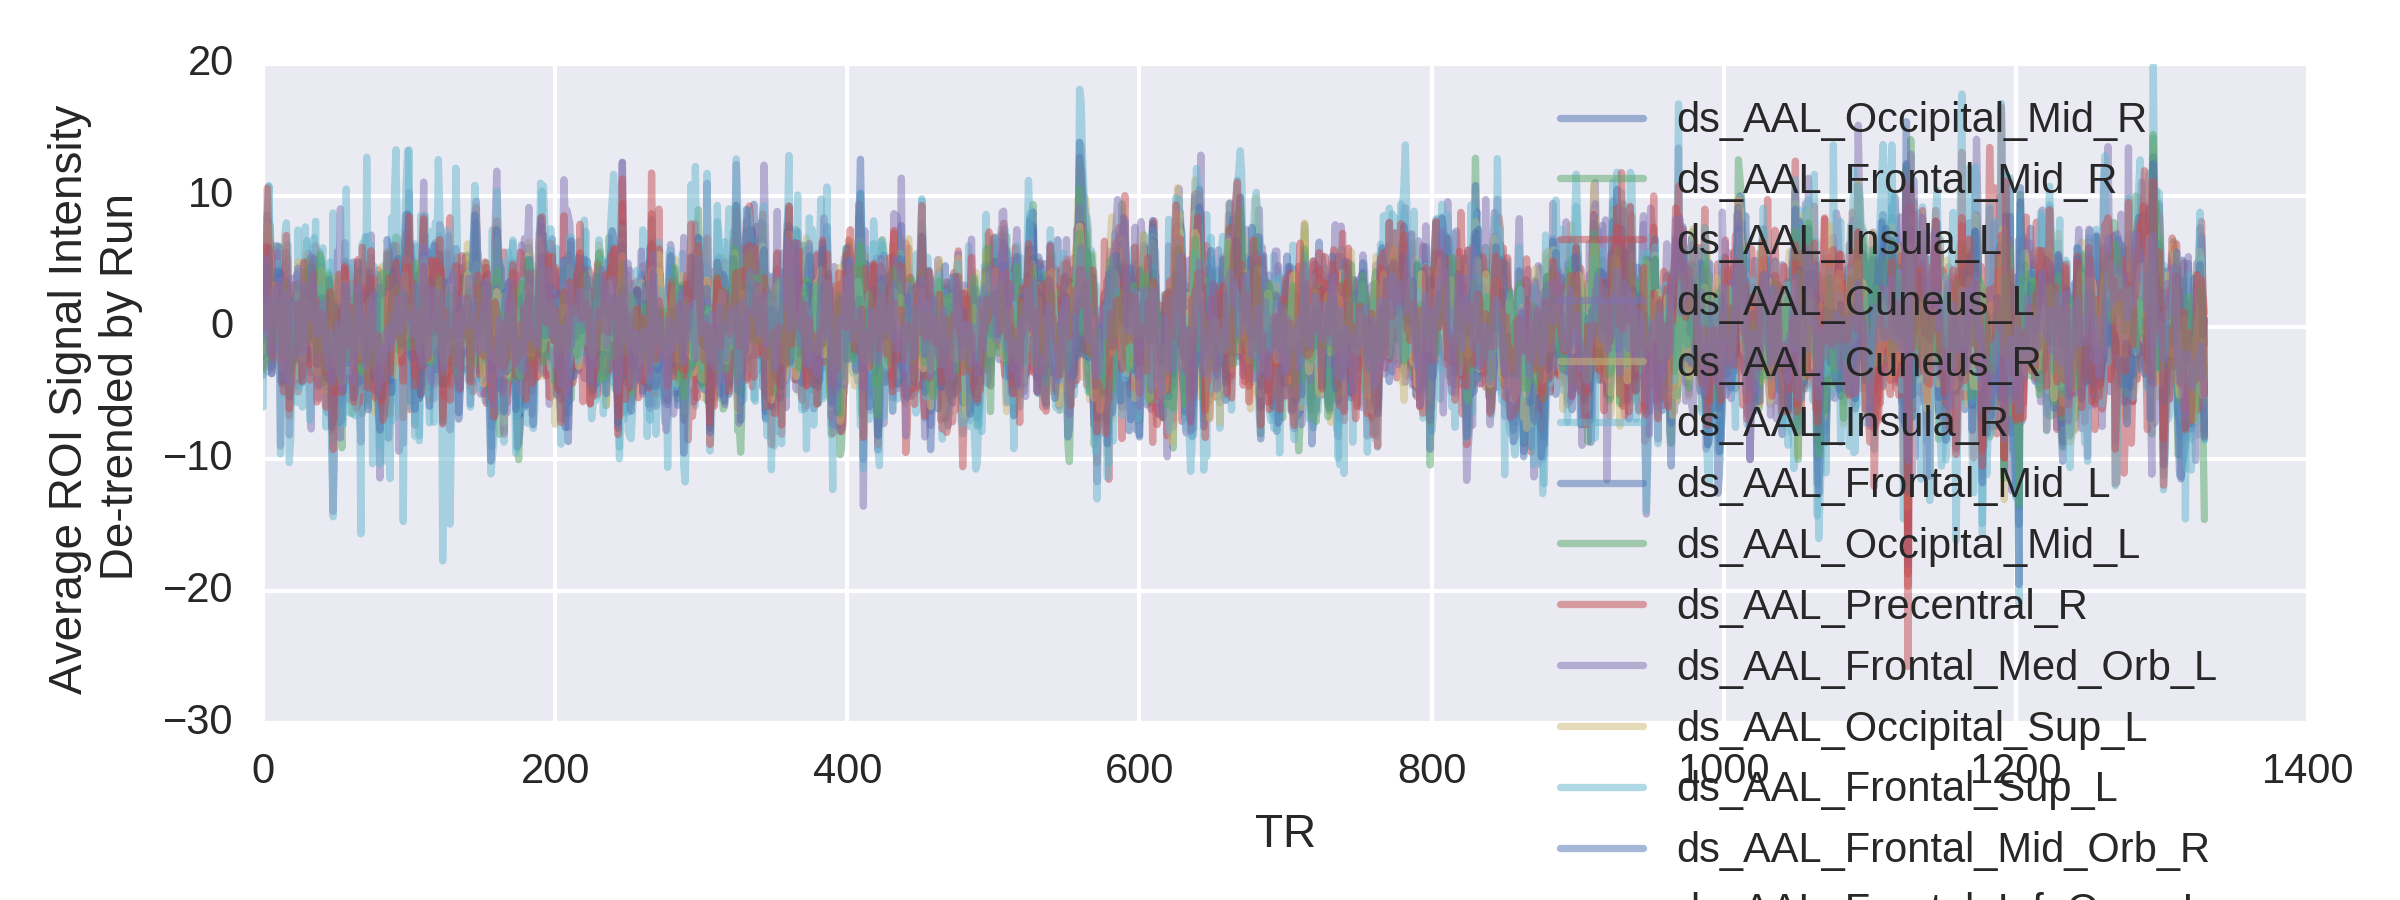 Average ROI Signal Intensity
De-trended by Run
20
10
0
−10
−20
−30
0 200 400 600 800 1000 1200 1400
TR
ds_AAL_Occipital_Mid_R
ds_AAL_Frontal_Mid_R
ds_AAL_Insula_L
ds_AAL_Cuneus_L
ds_AAL_Cuneus_R
ds_AAL_Insula_R
ds_AAL_Frontal_Mid_L
ds_AAL_Occipital_Mid_L
ds_AAL_Precentral_R
ds_AAL_Frontal_Med_Orb_L
ds_AAL_Occipital_Sup_L
ds_AAL_Frontal_Sup_L
ds_AAL_Frontal_Mid_Orb_R